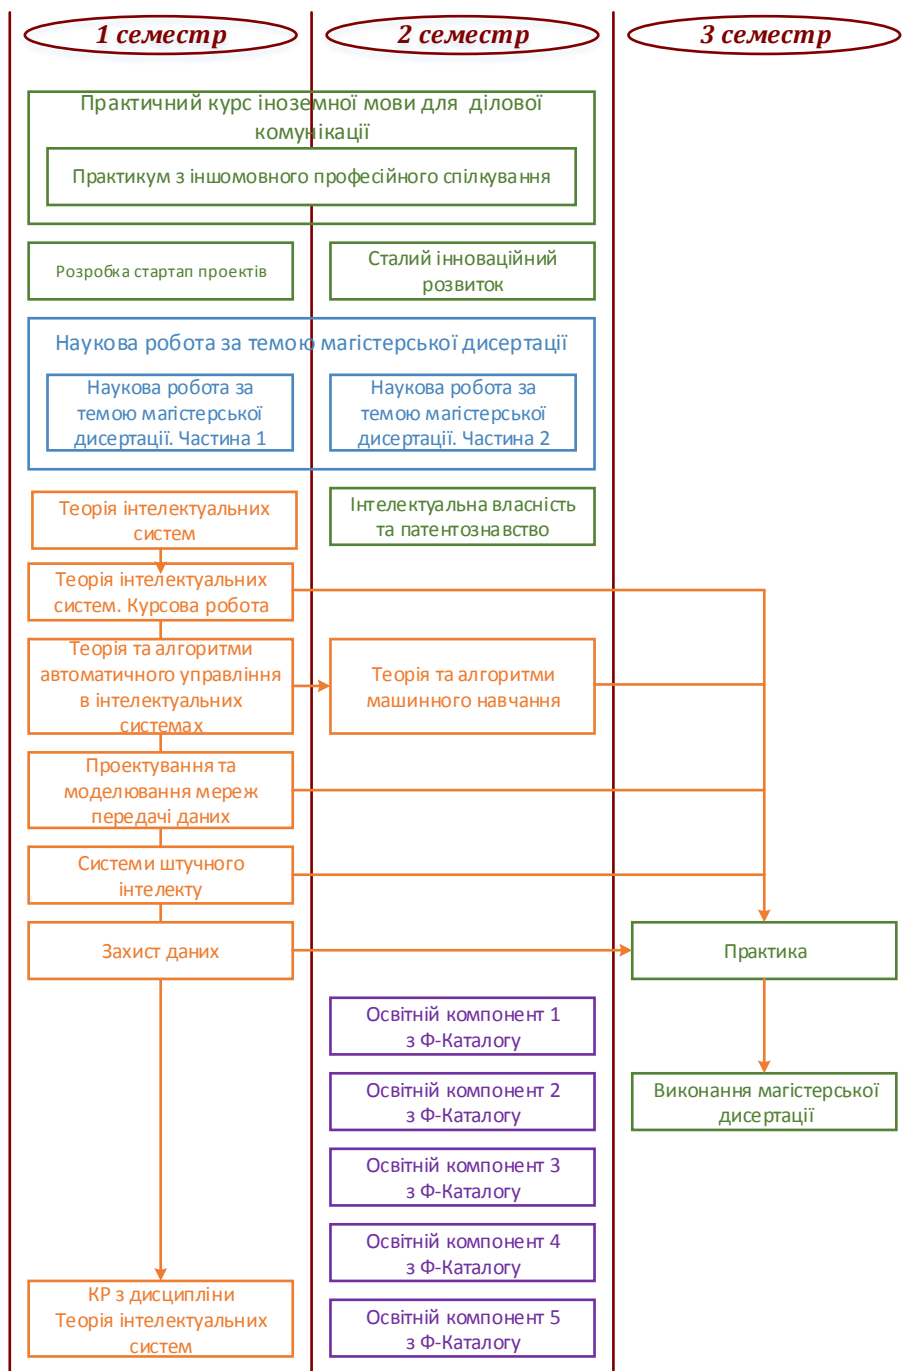 1 семестр
2 семестр
3 семестр
Практичний курс іноземної мови для ділової
комунікації
Практикум з іншомовного професійного спілкування
Розробка стартап проектів
Сталий інноваційний
розвиток
Наукова робота за темою магістерської дисертації
Наукова робота за
темою магістерської
дисертації. Частина 1
Наукова робота за
темою магістерської
дисертації. Частина 2
Теорія інтелектуальних
систем
Інтелектуальна власність
та патентознавство
Теорія інтелектуальних
систем. Курсова робота
Теорія та алгоритми
автоматичного управління
в інтелектуальних
системах
Теорія та алгоритми
машинного навчання
Проектування та
моделювання мереж
передачі даних
Системи штучного
інтелекту
Захист даних
Практика
Освітній компонент 1
з Ф-Каталогу
Освітній компонент 2
з Ф-Каталогу
Виконання магістерської
дисертації
Освітній компонент 3
з Ф-Каталогу
Освітній компонент 4
з Ф-Каталогу
КР з дисципліни
Теорія інтелектуальних
систем
Освітній компонент 5
з Ф-Каталогу